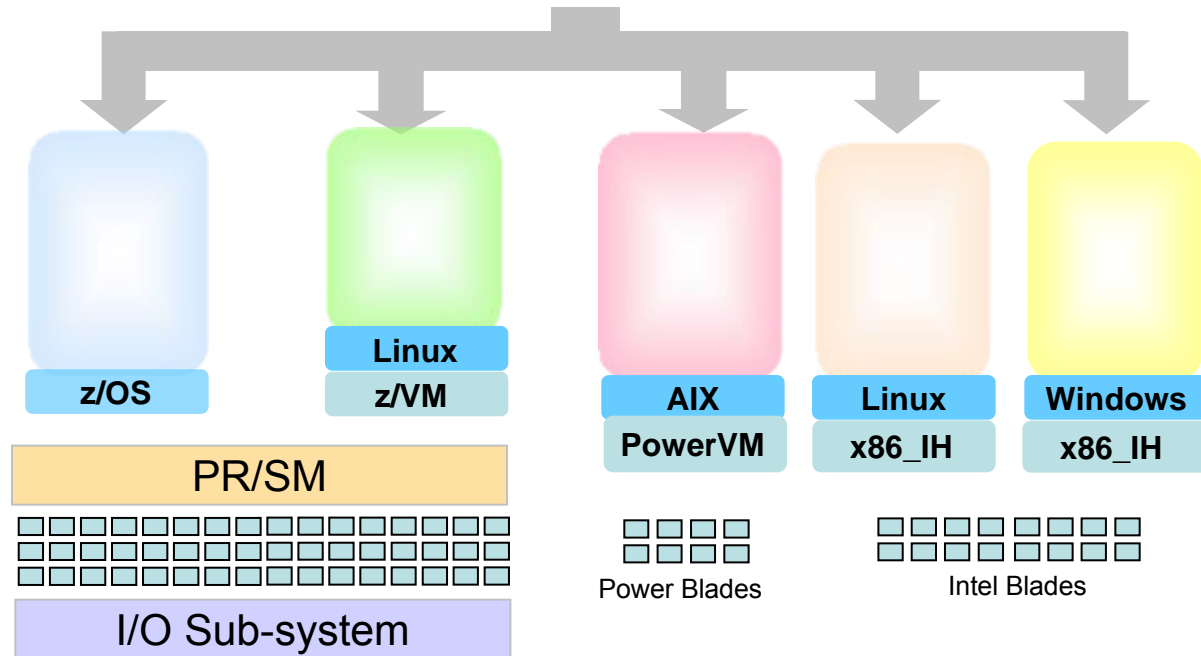 Linux
z/OS
z/VM
AIX
Linux
Windows
PowerVM
x86_IH
x86_IH
PR/SM
Power Blades
Intel Blades
I/O Sub-system